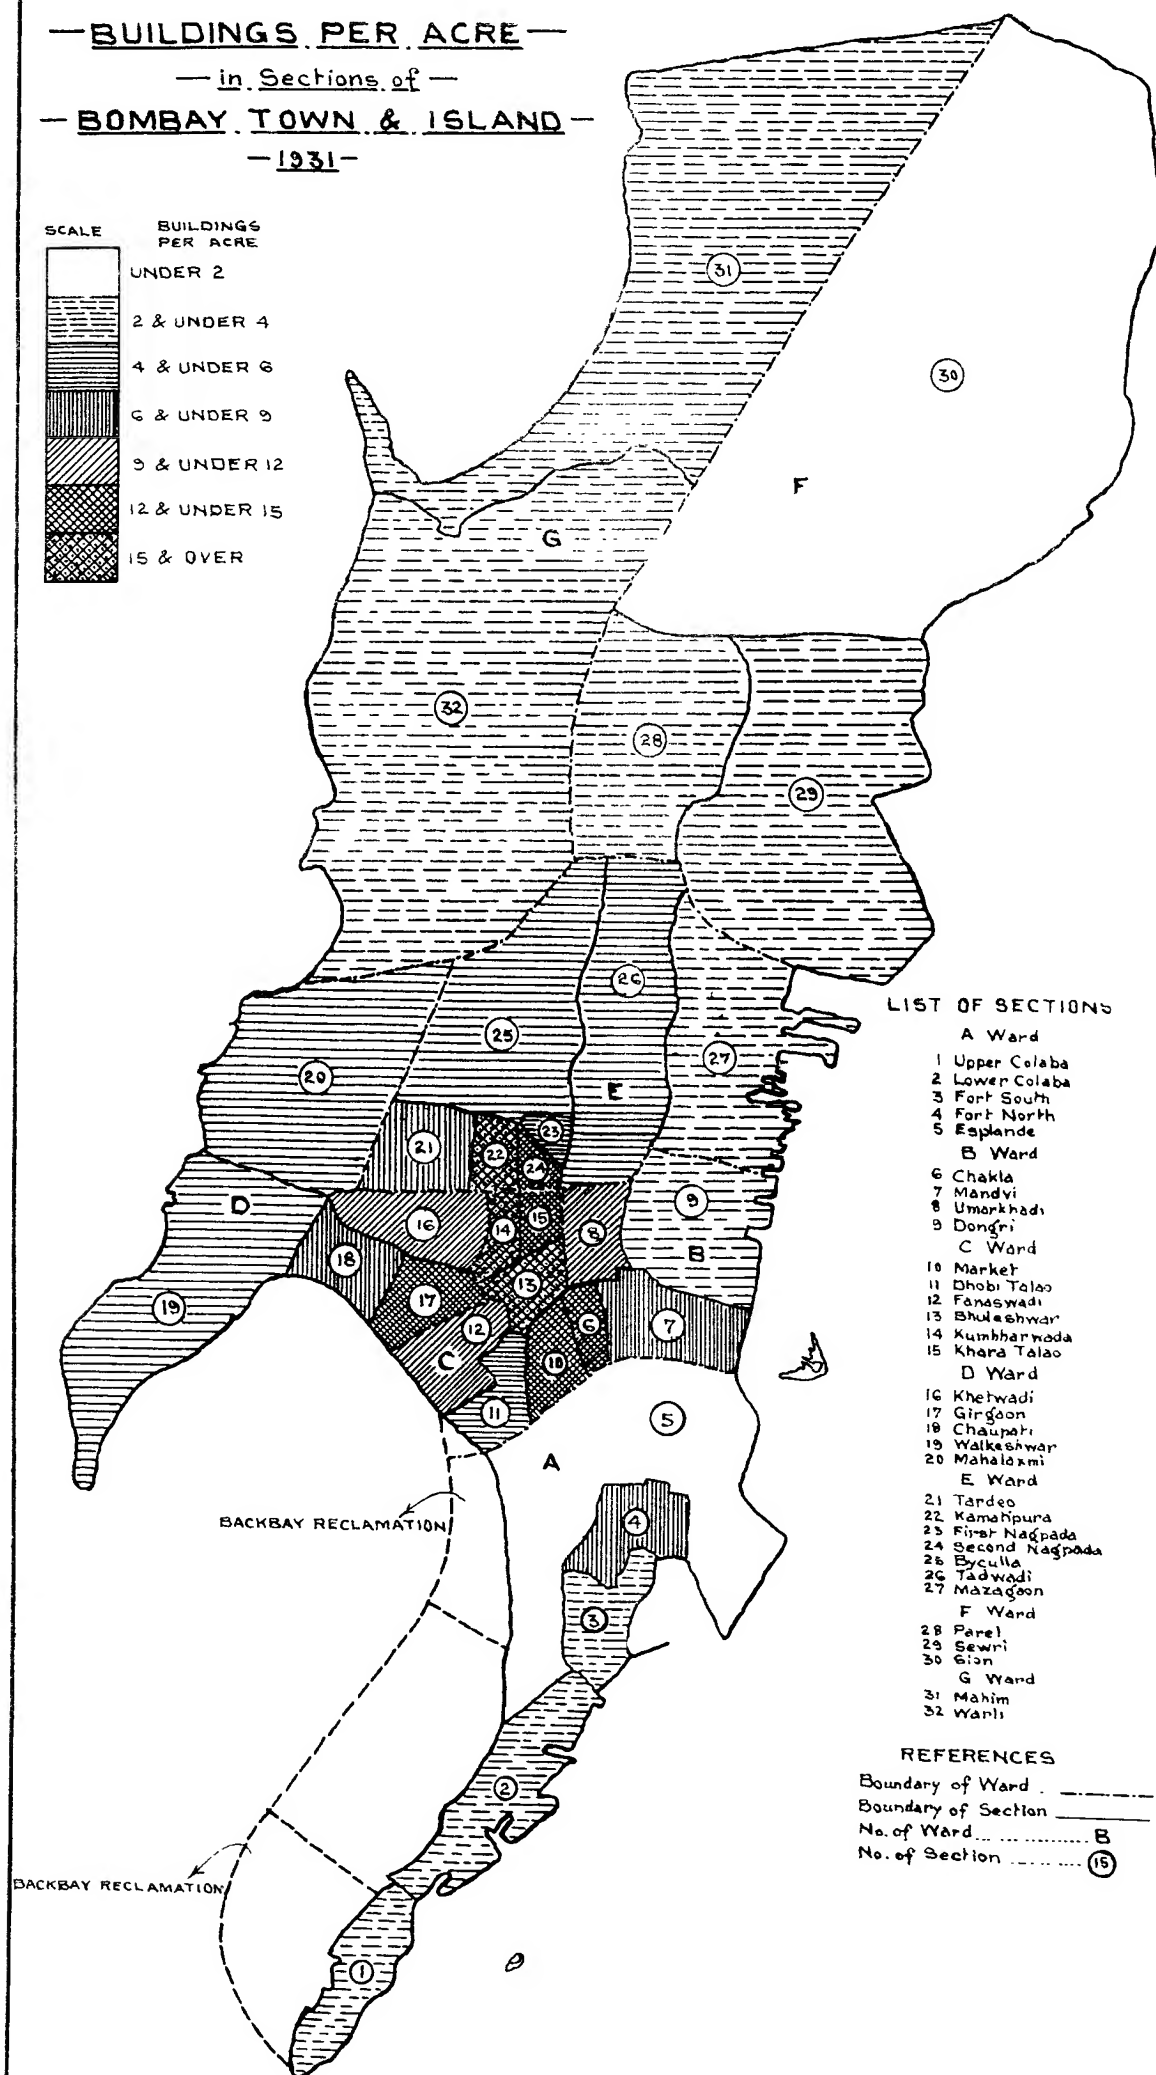 BUILDINGS PER ACRE
in Sections of
BOMBAY TOWN & ISLAND
1931
SCALE
BUILDINGS
PER ACRE
UNDER 2
2 & UNDER 4
4 & UNDER 6
6 & UNDER 9
9 & UNDER 12
12 & UNDER 15
15 & OVER
31
30
F
G
32
28
29
26
25
27
20
E
23
21
22
24
D
9
16
14
15
8
B
18
13
19
17
12
6
7
C
10
11
5
A
4
BACKBAY RECLAMATION
3
2
BACKBAY RECLAMATION
1
LIST OF SECTIONS
A Ward
1 Upper Colaba
2 Lower Colaba
3 Fort South
4 Fort North
5 Esplande
B Ward
6 Chakla
7 Mandvi
8 Umarkhadi
9 Dongri
C Ward
10 Market
11 Dhobi Talao
12 Fanaswadi
13 Bhuleshwar
14 Kumbharwada
15 Khara Talao
D Ward
16 Khetwadi
17 Girgaon
18 Chaupati
19 Walkeshwar
20 Mahalaxmi
E Ward
21 Tardeo
22 Kamatipura
23 First Nagpada
24 Second Nagpada
25 Byculla
26 Tadwadi
27 Mazagaon
F Ward
28 Parel
29 Sewri
30 Sion
G Ward
31 Mahim
32 Warli
REFERENCES
Boundary of Ward
Boundary of Section
No. of Ward B
No. of Section 15